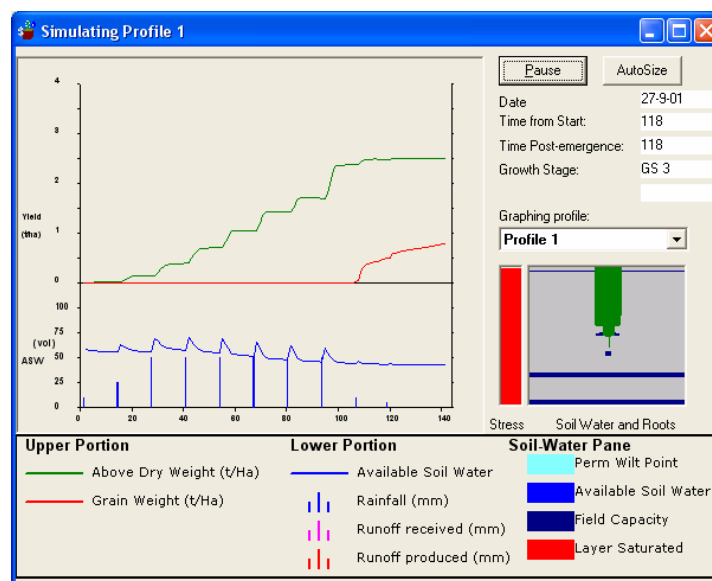 Simulating Profile 1
Pause
AutoSize
Date 27-9-01
Time from Start: 118
Time Post-emergence: 118
Growth Stage: GS 3
Graphing profile:
Profile 1
4
3
2
Yield
(t/ha)
1
0
100
75
(vol)
50
ASW
25
0
0 20 40 60 80 100 120 140
Stress
Soil Water and Roots
Upper Portion
Above Dry Weight (t/Ha)
Grain Weight (t/Ha)
Lower Portion
Available Soil Water
Rainfall (mm)
Runoff received (mm)
Runoff produced (mm)
Soil-Water Pane
Perm Wilt Point
Available Soil Water
Field Capacity
Layer Saturated